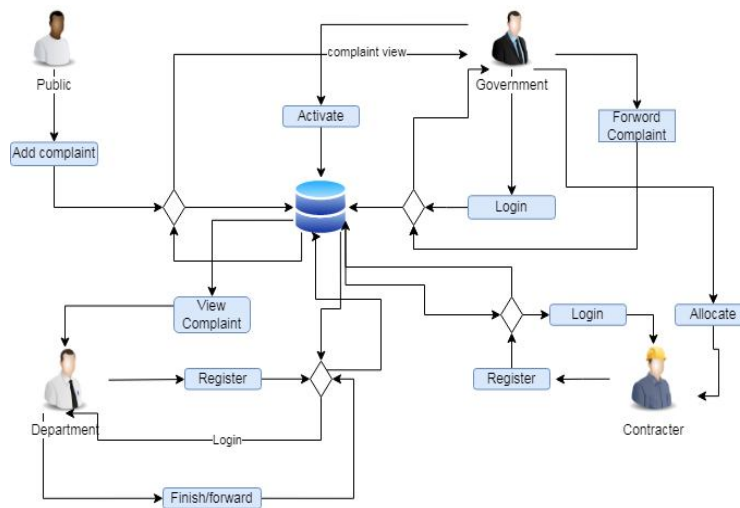 complaint view
Public
Government
Activate
Forword
Complaint
Add complaint
Login
View
Complaint
Login
Allocate
Register
Register
Department
Login
Contracter
Finish/forward